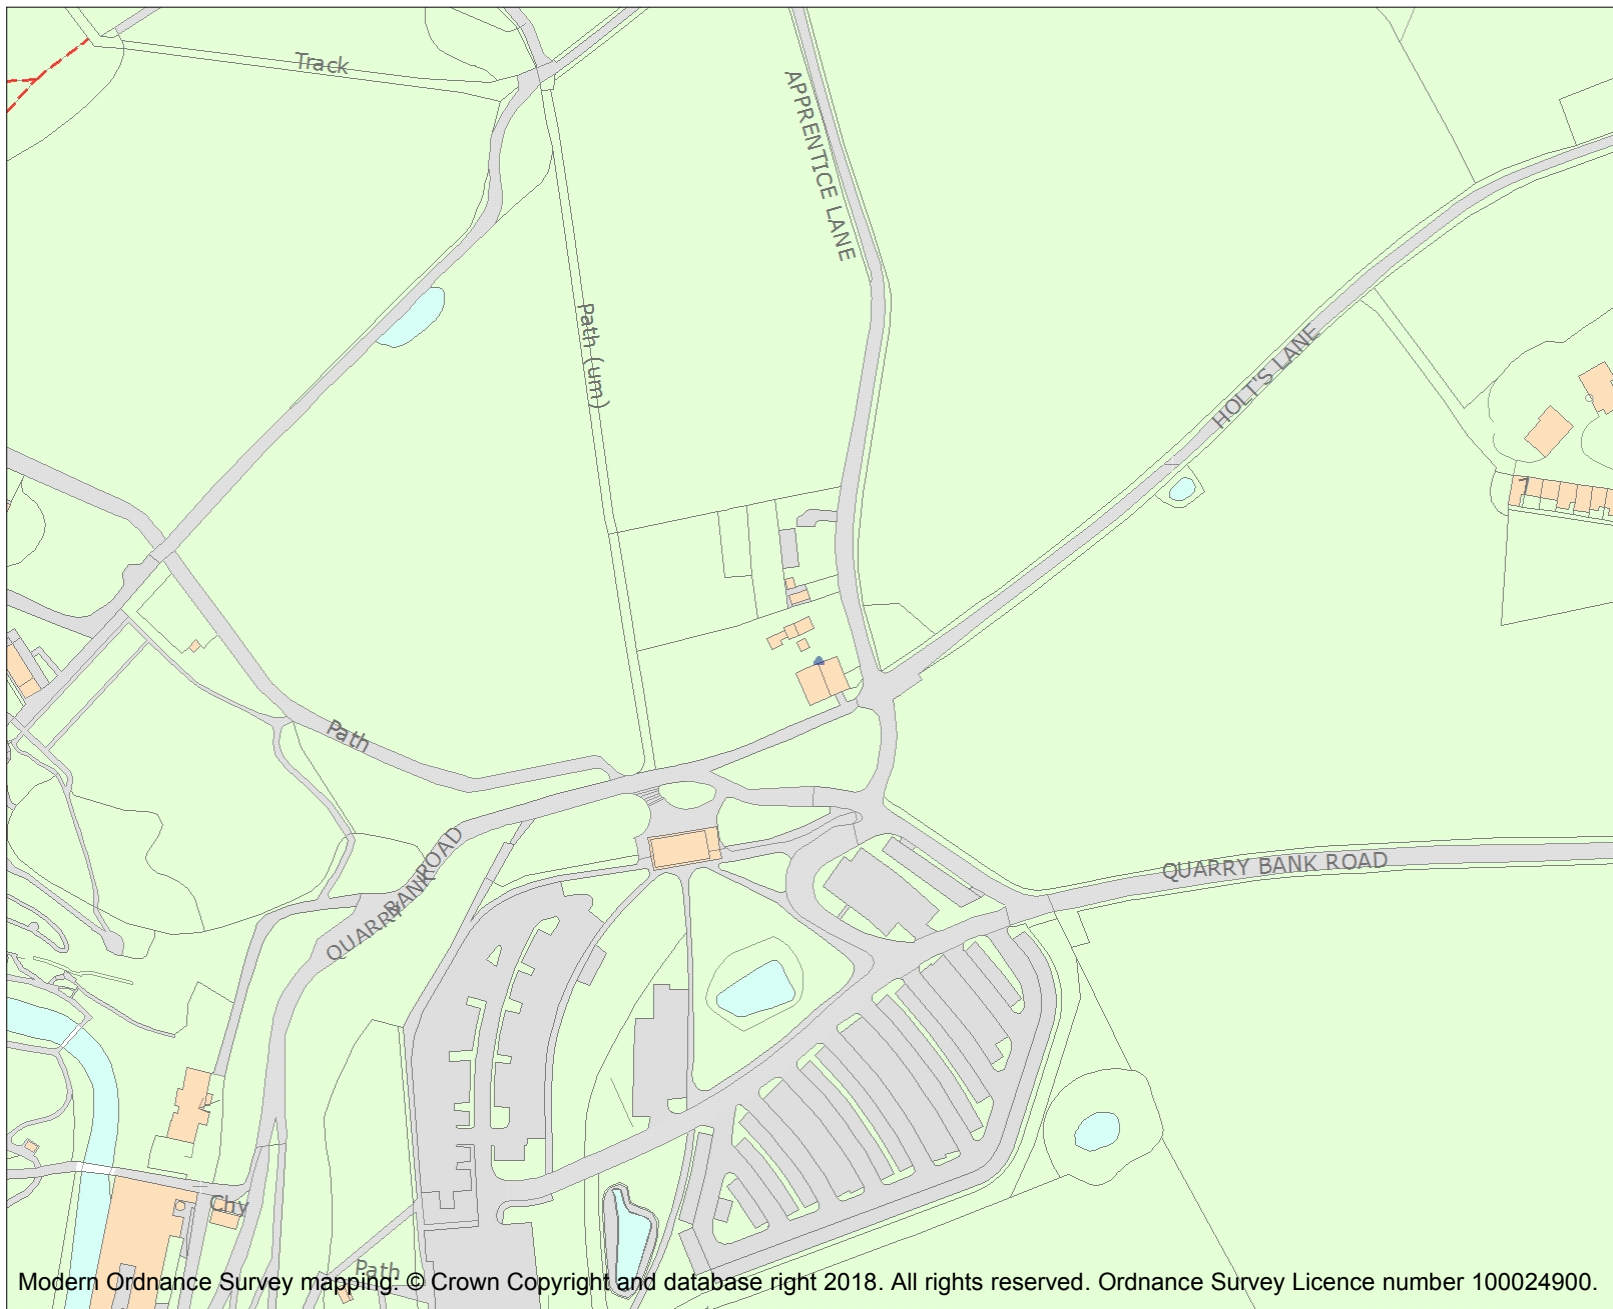 Track
APPRENTICE LANE
Path (um)
HOLT'S LANE
7
Path
QUARRY BANK ROAD
QUARRY BANK ROAD
Chy
Path
Modern Ordnance Survey mapping: © Crown Copyright and database right 2018. All rights reserved. Ordnance Survey Licence number 100024900.